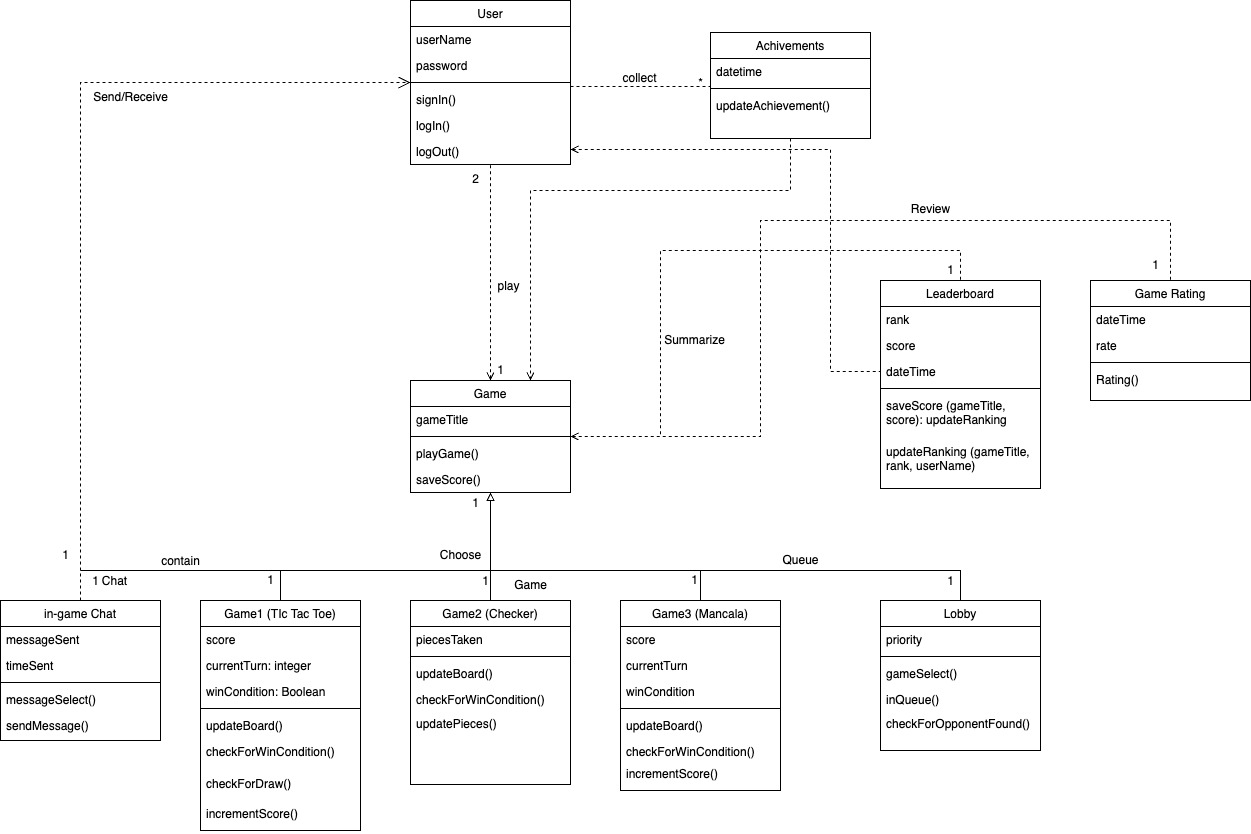 User
userName
password
signIn()
logIn()
logOut()
Achivements
datetime
updateAchievement()
collect
*
Send/Receive
2
play
1
Review
1
1
Summarize
Leaderboard
rank
score
dateTime
saveScore (gameTitle,
score): updateRanking
updateRanking (gameTitle,
rank, userName)
Game Rating
dateTime
rate
Rating()
Game
gameTitle
playGame()
saveScore()
1
1
contain
Choose
Queue
1 Chat
1
1
Game
1
1
in-game Chat
messageSent
timeSent
messageSelect()
sendMessage()
Game1 (TIc Tac Toe)
score
currentTurn: integer
winCondition: Boolean
updateBoard()
checkForWinCondition()
checkForDraw()
incrementScore()
Game2 (Checker)
piecesTaken
updateBoard()
checkForWinCondition()
updatePieces()
Game3 (Mancala)
score
currentTurn
winCondition
updateBoard()
checkForWinCondition()
incrementScore()
Lobby
priority
gameSelect()
inQueue()
checkForOpponentFound()